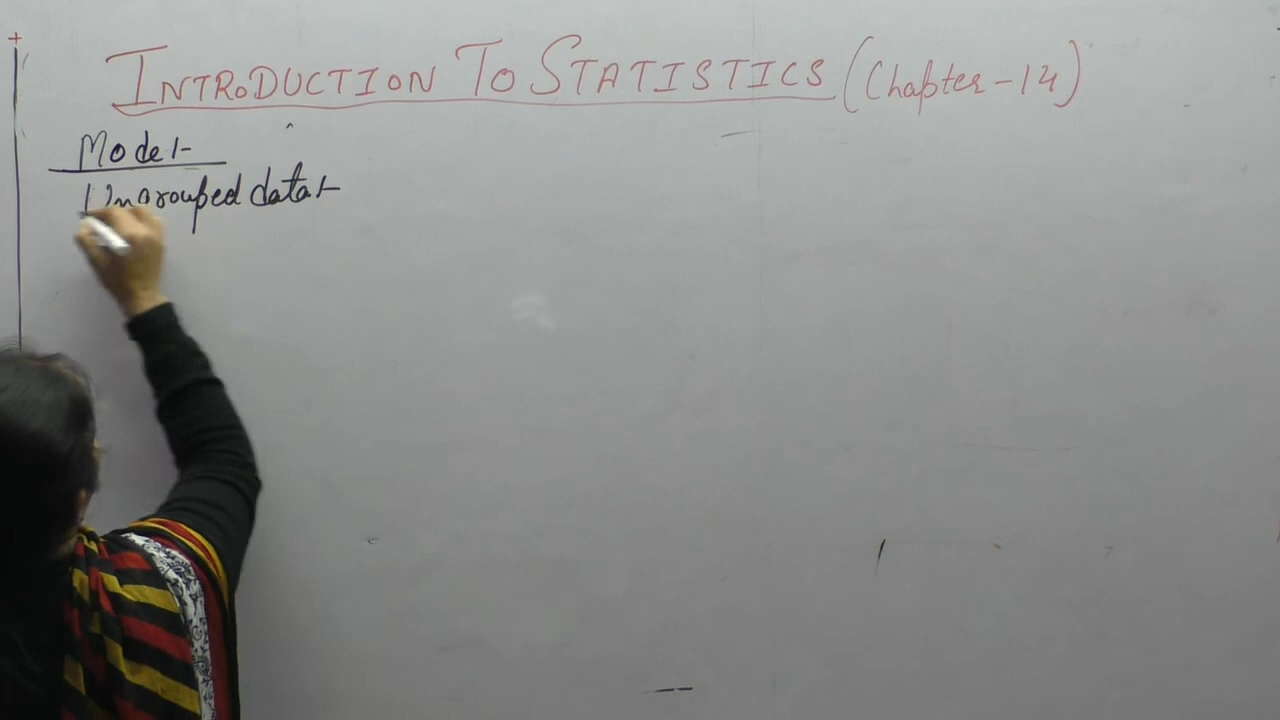 INTRODUCTION TO STATISTICS (Chapter-14)
Mode:-
Ungrouped data:-